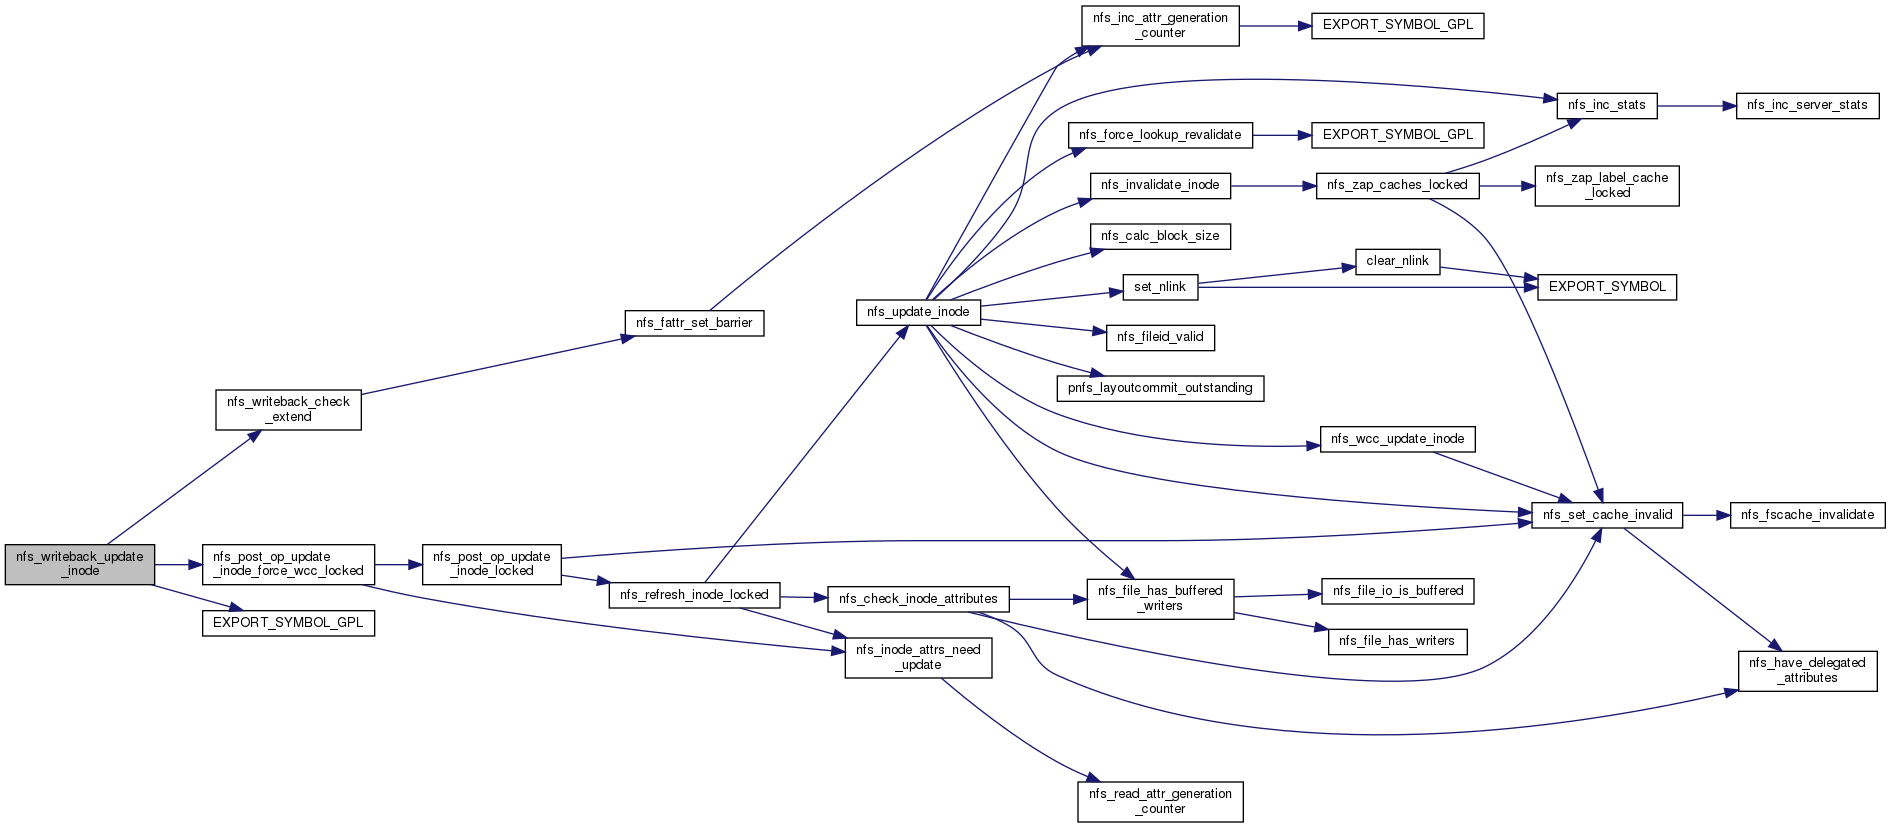 nfs_writeback_update
_inode
nfs_writeback_check
_extend
nfs_post_op_update
_inode_force_wcc_locked
EXPORT_SYMBOL_GPL
nfs_post_op_update
_inode_locked
nfs_fattr_set_barrier
nfs_refresh_inode_locked
nfs_update_inode
nfs_check_inode_attributes
nfs_inode_attrs_need
_update
nfs_inc_attr_generation
_counter
nfs_force_lookup_revalidate
nfs_invalidate_inode
nfs_calc_block_size
set_nlink
nfs_fileid_valid
pnfs_layoutcommit_outstanding
nfs_file_has_buffered
_writers
nfs_read_attr_generation
_counter
EXPORT_SYMBOL_GPL
EXPORT_SYMBOL_GPL
nfs_zap_caches_locked
clear_nlink
nfs_wcc_update_inode
nfs_file_io_is_buffered
nfs_file_has_writers
nfs_inc_stats
nfs_zap_label_cache
_locked
EXPORT_SYMBOL
nfs_set_cache_invalid
nfs_inc_server_stats
nfs_fscache_invalidate
nfs_have_delegated
_attributes